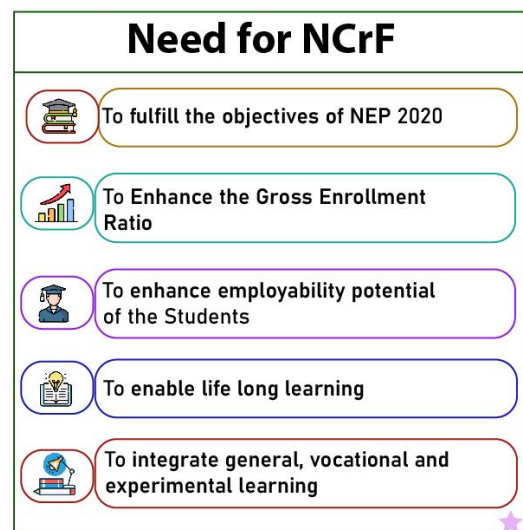 Need for NCrF
To fulfill the objectives of NEP 2020
To Enhance the Gross Enrollment
Ratio
To enhance employability potential
of the Students
To enable life long learning
To integrate general, vocational and
experimental learning